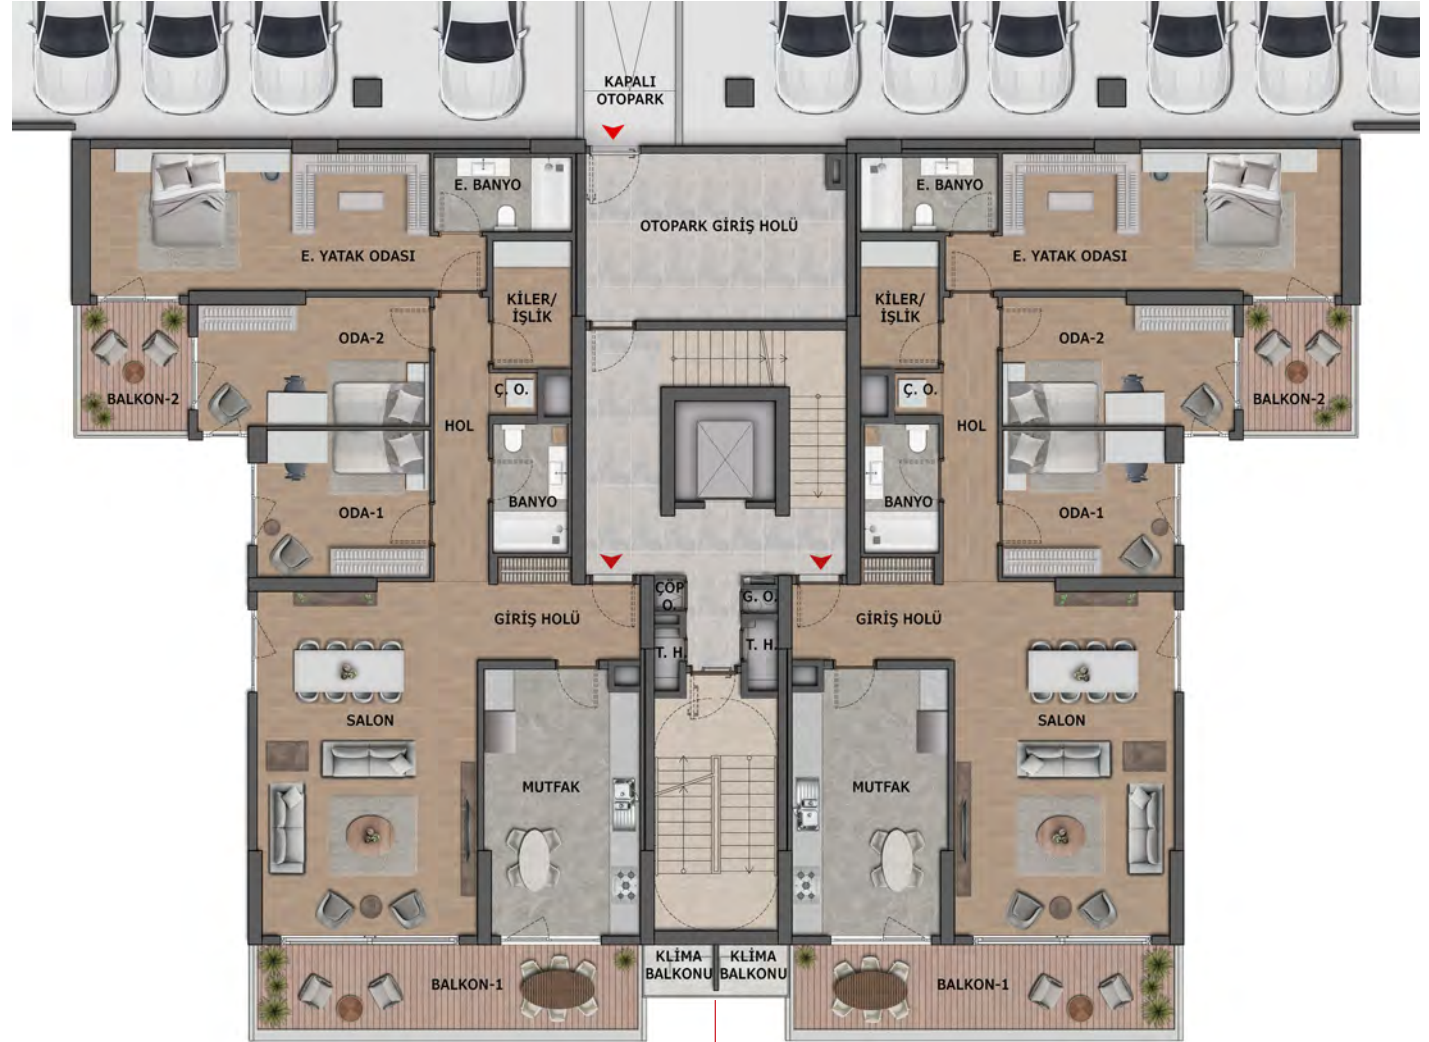 KAPALI
OTOPARK
E. BANYO
E. BANYO
OTOPARK GİRİŞ HOLÜ
E. YATAK ODASI
E. YATAK ODASI
KİLER/
İŞLİK
KİLER/
İŞLİK
ODA-2
ODA-2
BALKON-2
Ç. O.
Ç. O.
BALKON-2
HOL
HOL
BANYO
BANYO
ODA-1
ODA-1
ÇÖP
O.
G. O.
GİRİŞ HOLÜ
GİRİŞ HOLÜ
T. H.
T. H.
SALON
SALON
MUTFAK
MUTFAK
KLİMA
BALKONU
KLİMA
BALKONU
BALKON-1
BALKON-1